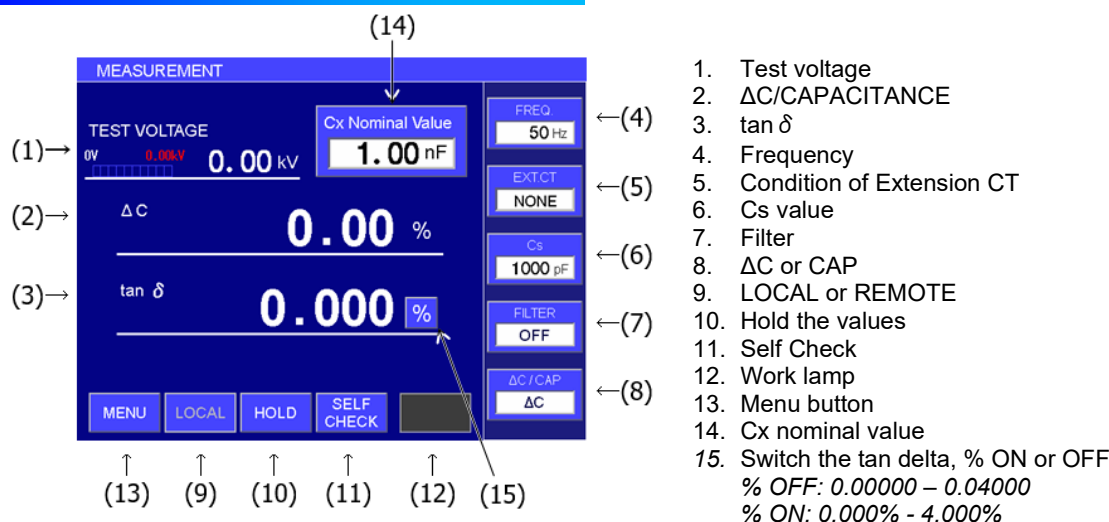 (14)
MEASUREMENT
TEST VOLTAGE
0V 0.00kV 0.00 kV
Cx Nominal Value
1.00 nF
ΔC
0.00 %
tan δ
0.000 %
MENU LOCAL HOLD SELF CHECK
FREQ.
50 Hz
EXT.CT
NONE
Cs
1000 pF
FILTER
OFF
ΔC/CAP
ΔC
(1)→
(2)→
(3)→
←(4)
←(5)
←(6)
←(7)
←(8)
↑ ↑ ↑ ↑ ↑
(13) (9) (10) (11) (12) (15)
1. Test voltage
2. ΔC/CAPACITANCE
3. tan δ
4. Frequency
5. Condition of Extension CT
6. Cs value
7. Filter
8. ΔC or CAP
9. LOCAL or REMOTE
10. Hold the values
11. Self Check
12. Work lamp
13. Menu button
14. Cx nominal value
15. Switch the tan delta, % ON or OFF
% OFF: 0.00000 – 0.04000
% ON: 0.000% - 4.000%